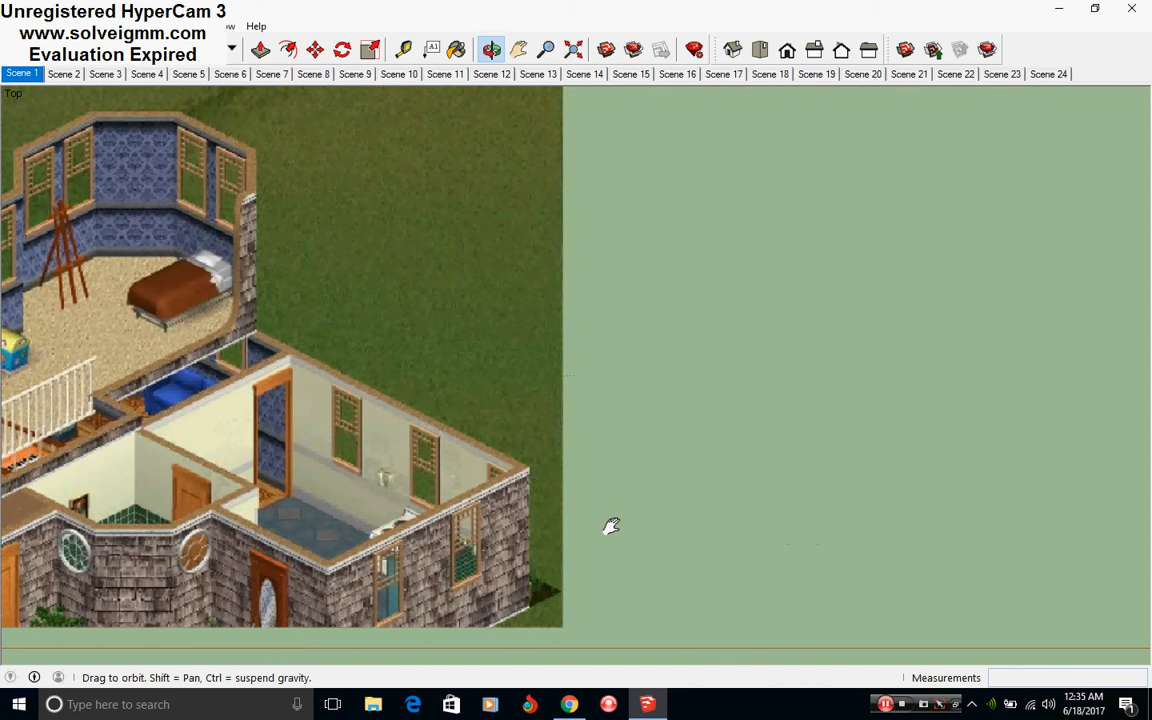 Unregistered HyperCam 3
www.solveigmm.com
Evaluation Expired
ow Help
A1
Scene 1 Scene 2 Scene 3 Scene 4 Scene 5 Scene 6 Scene 7 Scene 8 Scene 9 Scene 10 Scene 11 Scene 12 Scene 13 Scene 14 Scene 15 Scene 16 Scene 17 Scene 18 Scene 19 Scene 20 Scene 21 Scene 22 Scene 23 Scene 24
Top
Drag to orbit. Shift = Pan, Ctrl = suspend gravity. Measurements
Type here to search
12:35 AM
6/18/2017
1